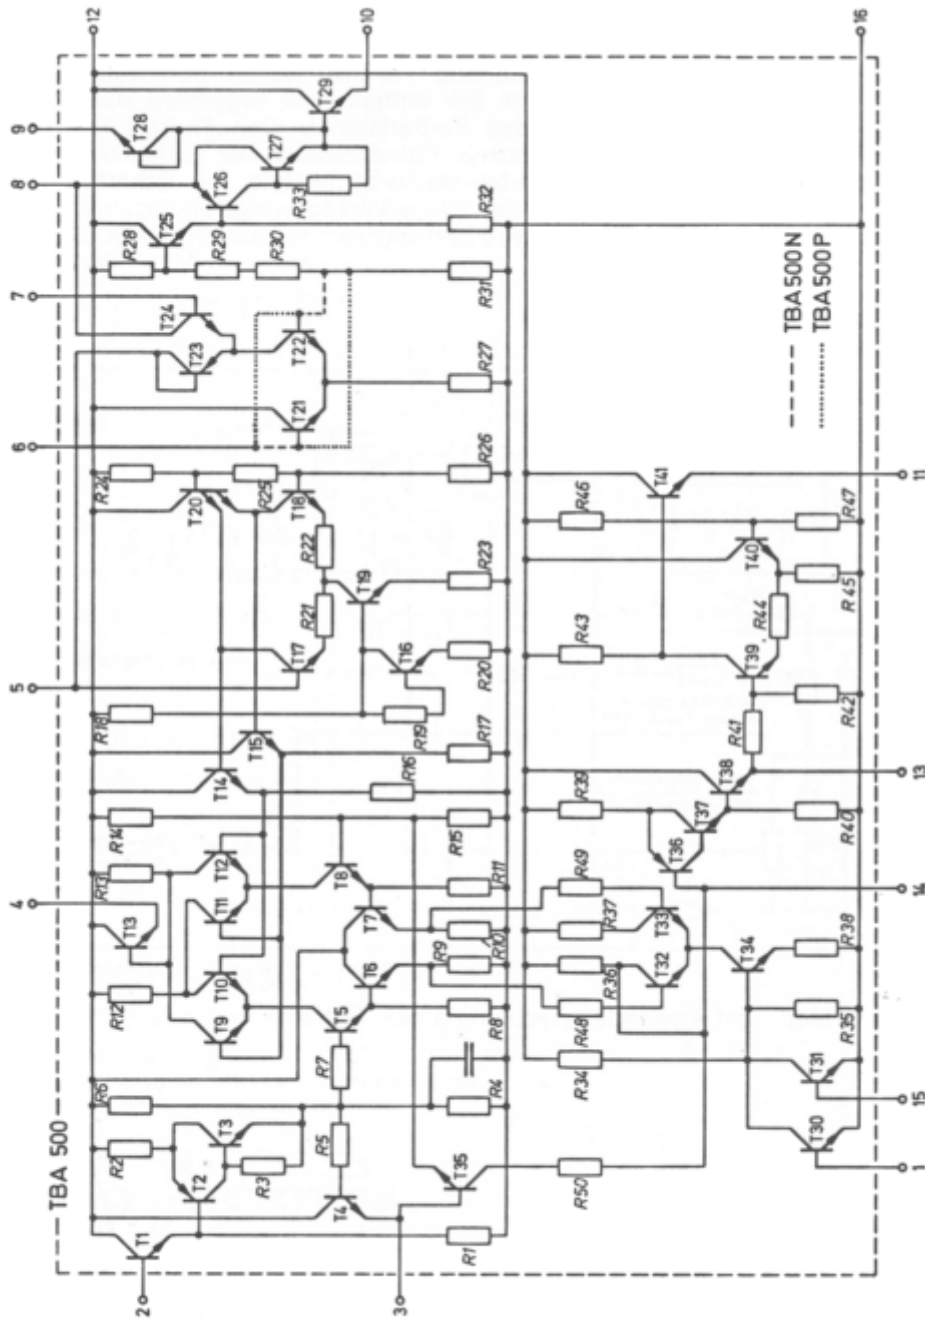 TBA 500
2
3
4
5
6
7
8
9
12
10
16
1
15
14
13
11
T1
R1
R2
T2
T3
R3
T4
R5
R6
R4
R7
T35
R50
T5
T6
T7
T8
R8
R9
R10
R11
T9
T10
T11
T12
R12
T13
R13
R14
R15
T14
R16
T15
R17
R18
R19
T16
R20
T17
R21
R22
T19
R23
T18
T20
R24
R25
R26
T21
T22
R27
T23
T24
R28
T25
R29
R30
R31
T26
T27
R33
T28
T29
R32
TBA 500N
TBA 500P
T30
T31
R34
R35
R48
R36
R37
R49
T32
T33
T34
R38
T36
T37
T38
R39
R40
R41
R42
R43
T39
R44
T40
R45
R46
R47
T41